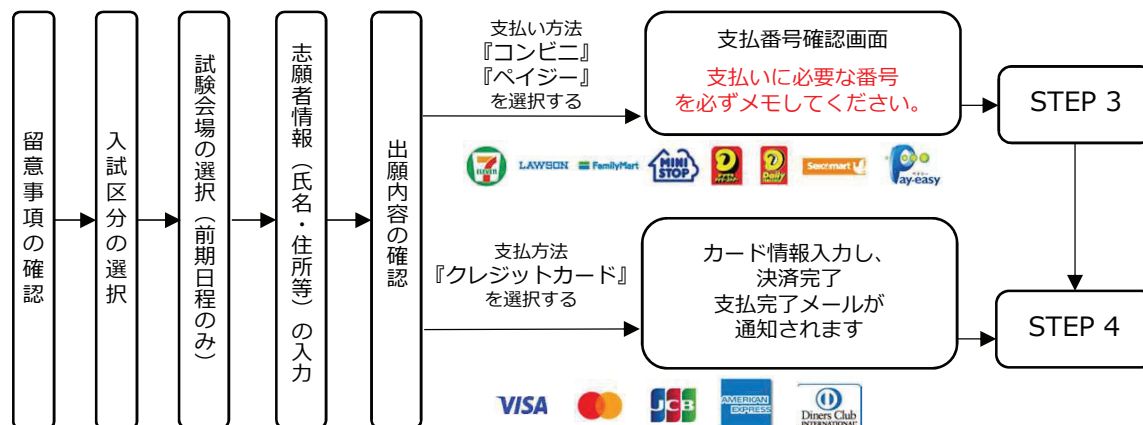 留意事項の確認
入試区分の選択
試験会場の選択（前期日程のみ）
志願者情報（氏名・住所等）の入力
出願内容の確認
支払い方法
『コンビニ』
『ペイジー』
を選択する
支払番号確認画面
支払いに必要な番号
を必ずメモしてください。
STEP 3
7
ELEVEN
LAWSON
FamilyMart
MINI
STOP
Daily
Seicomart
ペイジー
Pay-easy
支払方法
『クレジットカード』
を選択する
カード情報入力し、
決済完了
支払完了メールが
通知されます
STEP 4
VISA
JCB
AMERICAN
EXPRESS
Diners Club
INTERNATIONAL